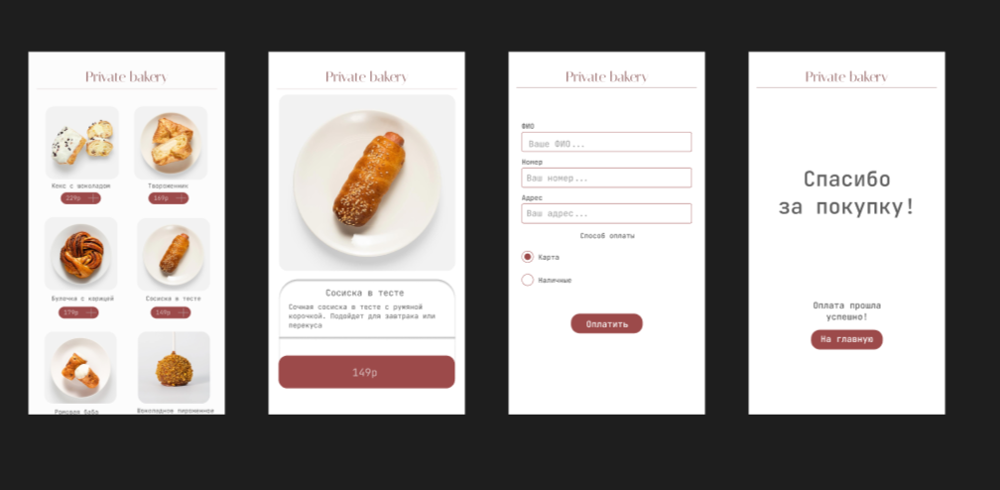 Private bakery
Кекс с шоколадом
Твороженник
229р
169р
Булочка с корицей
Сосиска в тесте
179р
149р
Ромовая баба
Шоколадное пироженное
Private bakery
Сосиска в тесте
Сочная сосиска в тесте с румяной
корочкой. Подойдет для завтрака или
перекуса
149р
Private bakery
ФИО
Ваше ФИО...
Номер
Ваш номер...
Адрес
Ваш адрес...
Способ оплаты
Карта
Наличные
Оплатить
Private bakery
Спасибо
за покупку!
Оплата прошла
успешно!
На главную